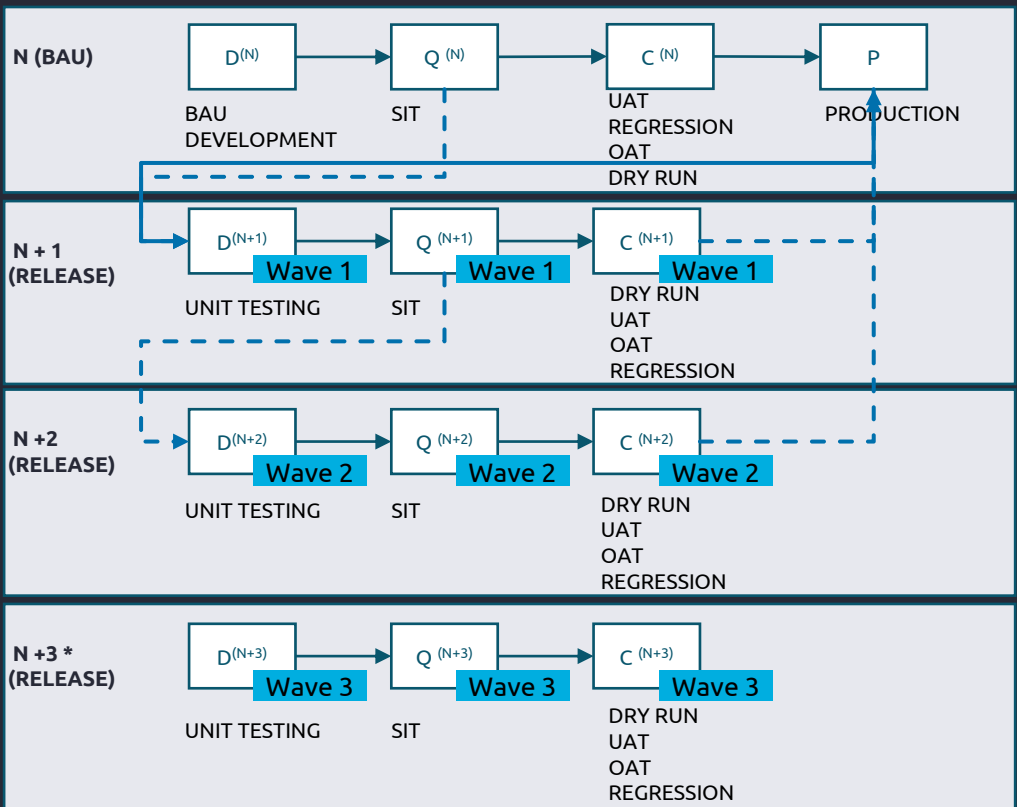 N (BAU)
D(N)
Q (N)
C (N)
P
BAU
DEVELOPMENT
SIT
UAT
REGRESSION
OAT
DRY RUN
PRODUCTION
N + 1
(RELEASE)
D(N+1)
Wave 1
Q (N+1)
Wave 1
C (N+1)
Wave 1
UNIT TESTING
SIT
DRY RUN
UAT
OAT
REGRESSION
N +2
(RELEASE)
D(N+2)
Wave 2
Q (N+2)
Wave 2
C (N+2)
Wave 2
UNIT TESTING
SIT
DRY RUN
UAT
OAT
REGRESSION
N +3 *
(RELEASE)
D(N+3)
Wave 3
Q (N+3)
Wave 3
C (N+3)
Wave 3
UNIT TESTING
SIT
DRY RUN
UAT
OAT
REGRESSION